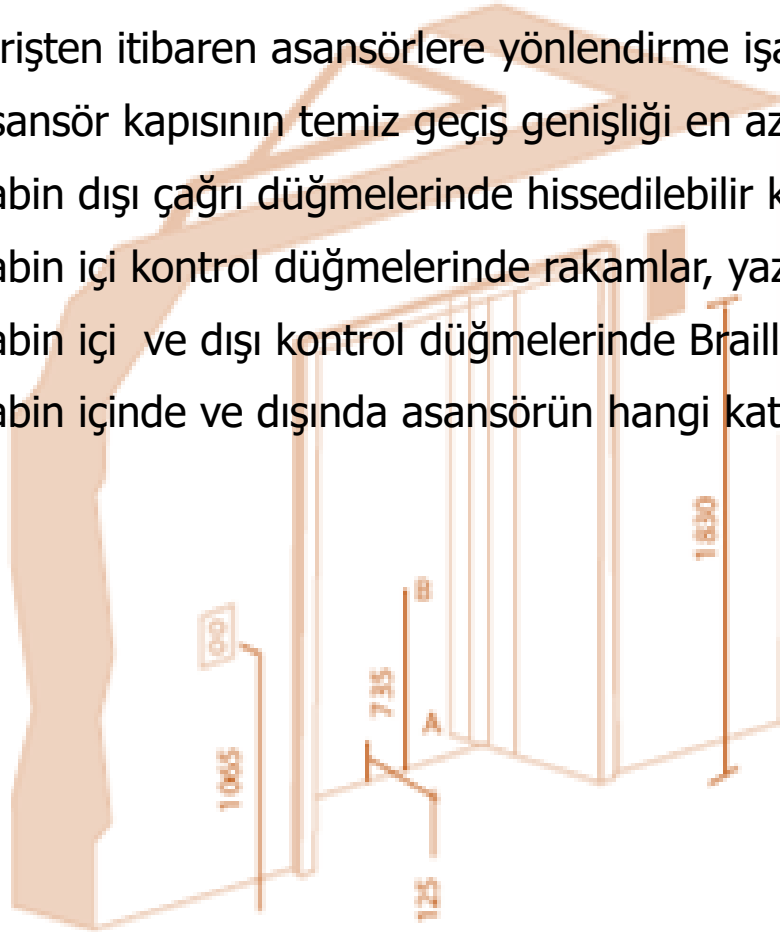 rişten itibaren asansörlere yönlendirme işa
sansör kapısının temiz geçiş genişliği en az
abin dışı çağrı düğmelerinde hissedilebilir k
abin içi kontrol düğmelerinde rakamlar, yaz
abin içi  ve dışı kontrol düğmelerinde Braill
abin içinde ve dışında asansörün hangi kat
1830
B
735
A
1065
125